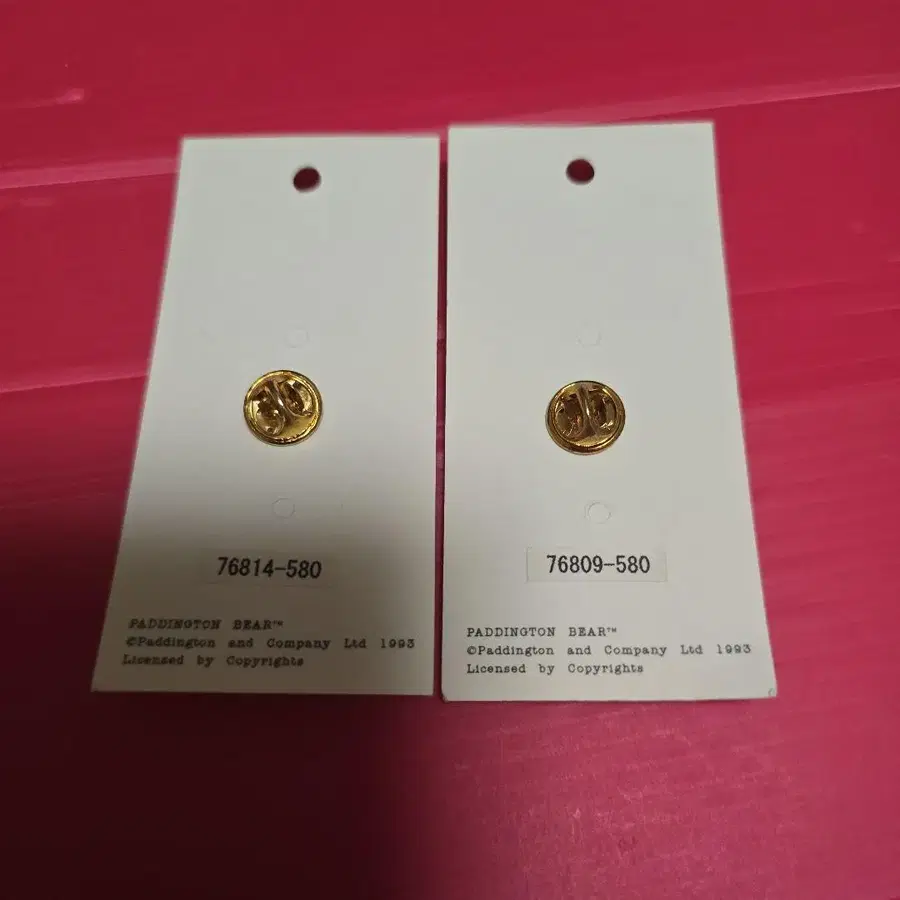 76814-580
PADDINGTON BEAR™
©Paddington and Company Ltd 1993
Licensed by Copyrights
76809-580
PADDINGTON BEAR™
©Paddington and Company Ltd 1993
Licensed by Copyrights